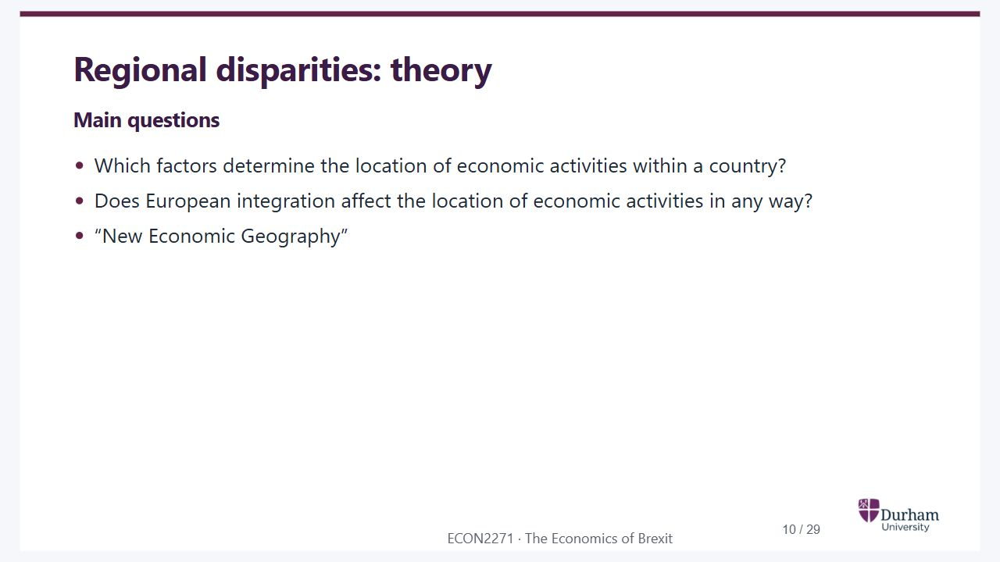 Regional disparities: theory
Main questions
• Which factors determine the location of economic activities within a country?
• Does European integration affect the location of economic activities in any way?
• “New Economic Geography”
ECON2271 · The Economics of Brexit
10 / 29
Durham
University